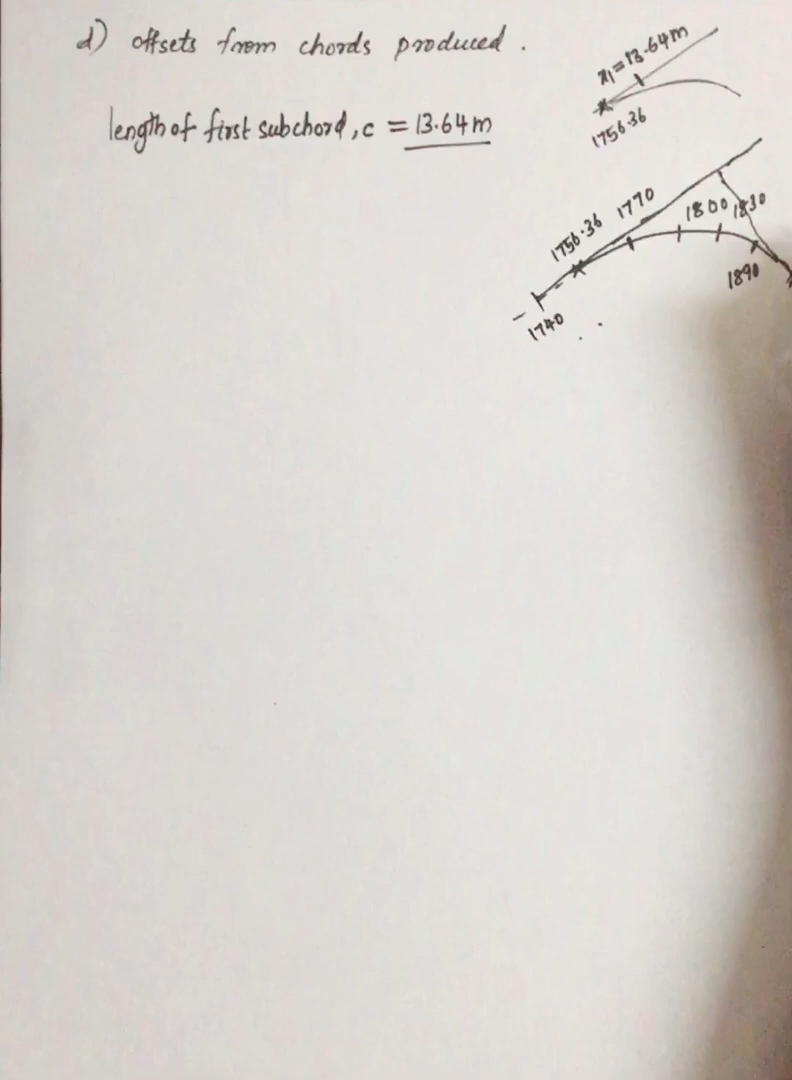 d) offsets from chords produced.
length of first subchord, c = 13.64m
x1=13.64m
1756.36
1756.36 1770 1800 1830
1890
1740